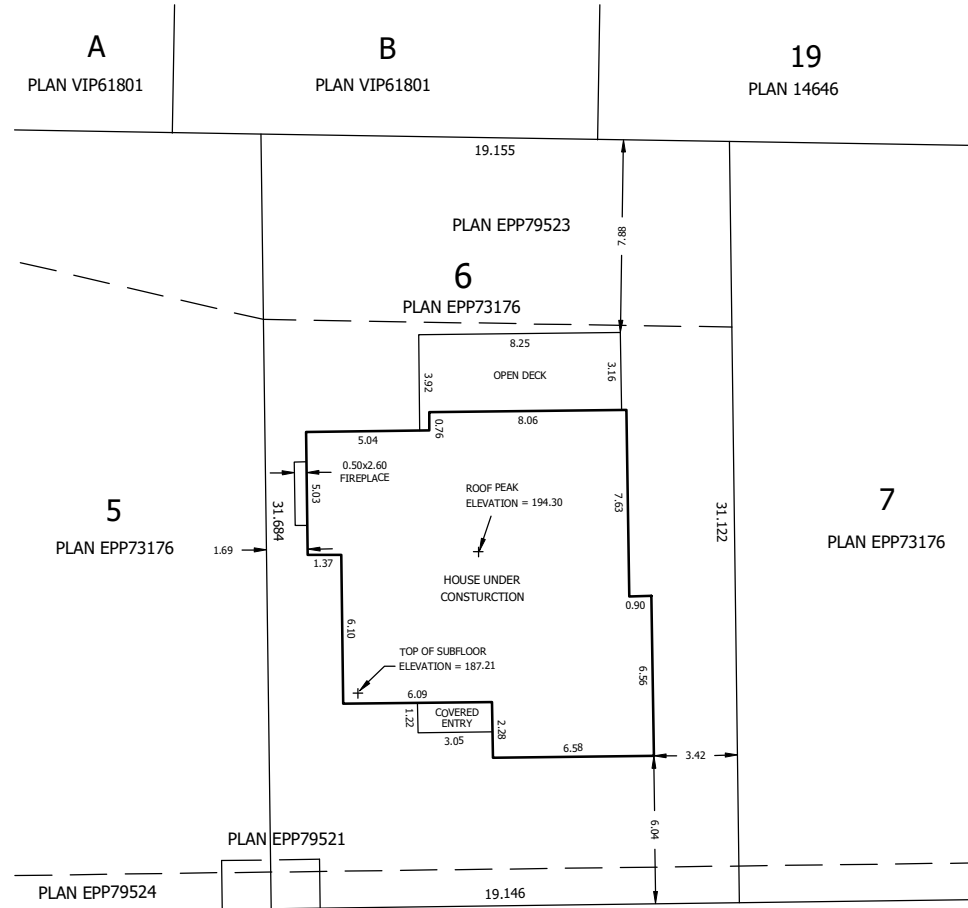 A
PLAN VIP61801
B
PLAN VIP61801
19
PLAN 14646
19.155
PLAN EPP79523
7.88
6
PLAN EPP73176
8.25
3.92
OPEN DECK
3.16
0.76
8.06
5.04
0.50x2.60
FIREPLACE
5.03
ROOF PEAK
ELEVATION = 194.30
7.63
5
PLAN EPP73176
31.684
31.122
7
PLAN EPP73176
1.69
1.37
HOUSE UNDER
CONSTURCTION
0.90
6.10
TOP OF SUBFLOOR
ELEVATION = 187.21
6.56
6.09
1.22
COVERED
ENTRY
2.28
3.05
6.58
3.42
6.04
PLAN EPP79521
PLAN EPP79524
19.146